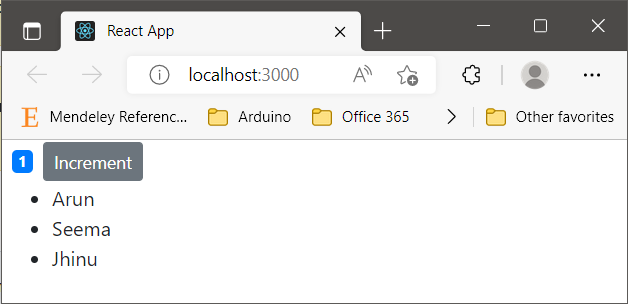 React App
localhost:3000
Mendeley Referenc... Arduino Office 365 Other favorites
1 Increment
Arun
Seema
Jhinu